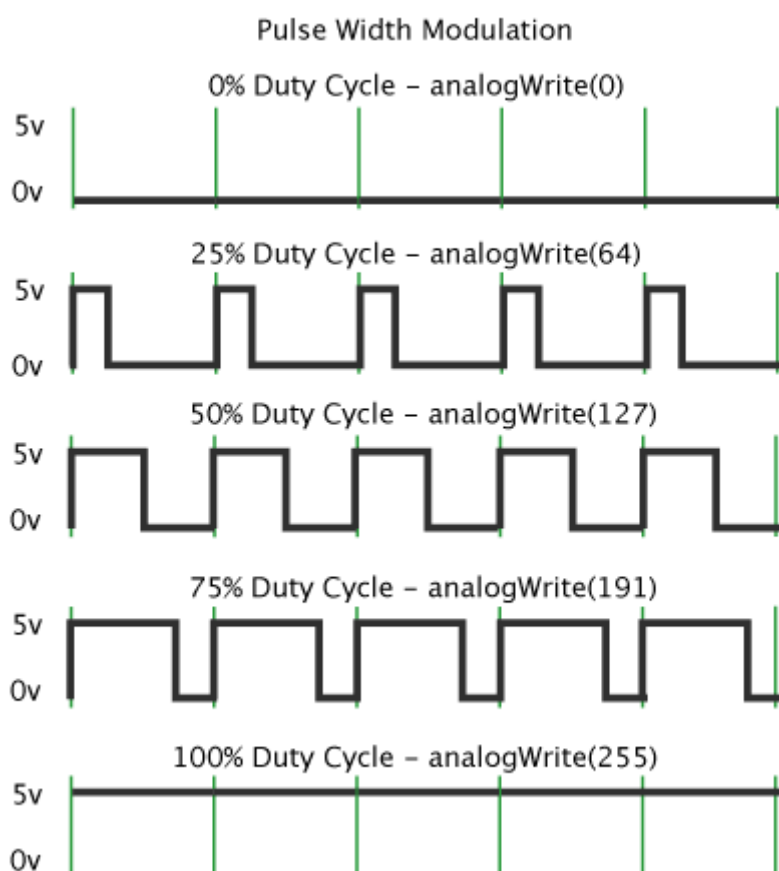 Pulse Width Modulation
0% Duty Cycle – analogWrite(0)
5v
0v
25% Duty Cycle – analogWrite(64)
5v
0v
50% Duty Cycle – analogWrite(127)
5v
0v
75% Duty Cycle – analogWrite(191)
5v
0v
100% Duty Cycle – analogWrite(255)
5v
0v